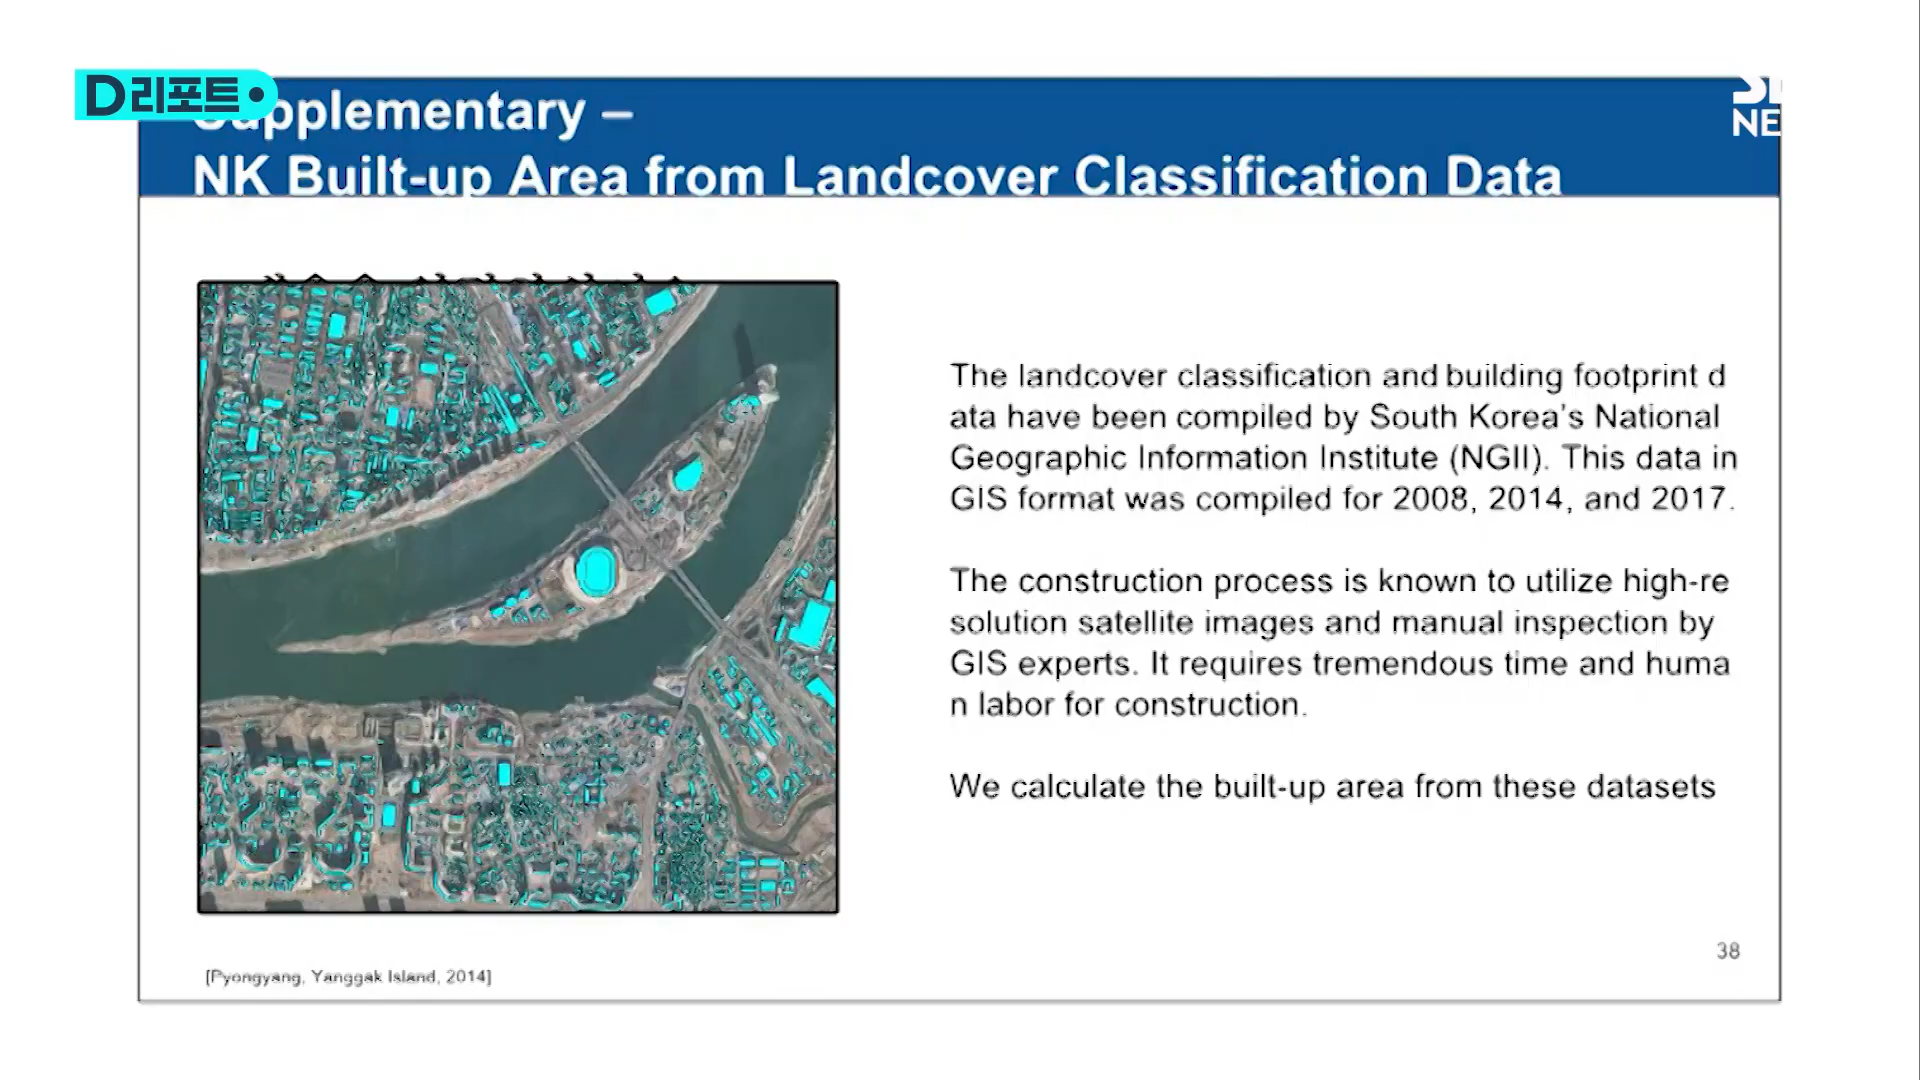 D리포트
Supplementary –
NK Built-up Area from Landcover Classification Data
NE
The landcover classification and building footprint d
ata have been compiled by South Korea's National
Geographic Information Institute (NGII). This data in
GIS format was compiled for 2008, 2014, and 2017.
The construction process is known to utilize high-re
solution satellite images and manual inspection by
GIS experts. It requires tremendous time and huma
n labor for construction.
We calculate the built-up area from these datasets
38
[Pyongyang, Yanggak Island, 2014]